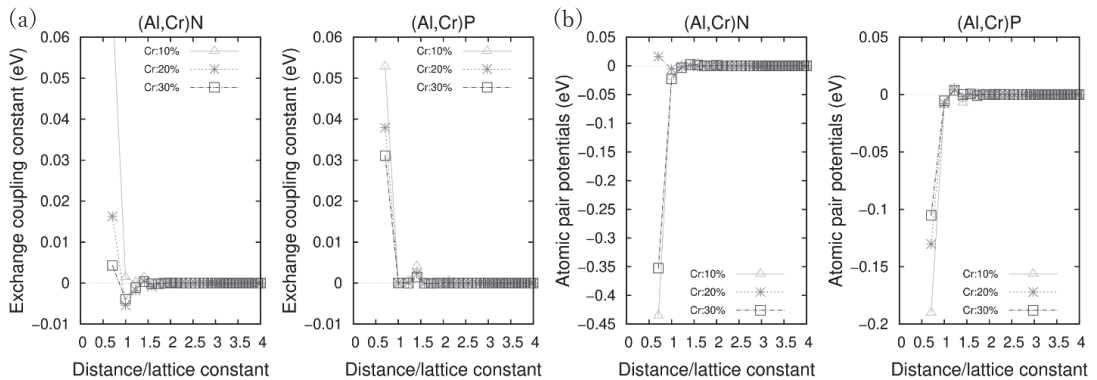 (a)
(Al,Cr)N
Exchange coupling constant (eV)
0.06
0.05
0.04
0.03
0.02
0.01
0
−0.01
Cr:10%
Cr:20%
Cr:30%
0 0.5 1 1.5 2 2.5 3 3.5 4
Distance/lattice constant
(Al,Cr)P
Exchange coupling constant (eV)
0.06
0.05
0.04
0.03
0.02
0.01
0
−0.01
Cr:10%
Cr:20%
Cr:30%
0 0.5 1 1.5 2 2.5 3 3.5 4
Distance/lattice constant
(b)
(Al,Cr)N
Atomic pair potentials (eV)
0.05
0
−0.05
−0.1
−0.15
−0.2
−0.25
−0.3
−0.35
−0.4
−0.45
Cr:10%
Cr:20%
Cr:30%
0 0.5 1 1.5 2 2.5 3 3.5 4
Distance/lattice constant
(Al,Cr)P
Atomic pair potentials (eV)
0.05
0
−0.05
−0.1
−0.15
−0.2
Cr:10%
Cr:20%
Cr:30%
0 0.5 1 1.5 2 2.5 3 3.5 4
Distance/lattice constant